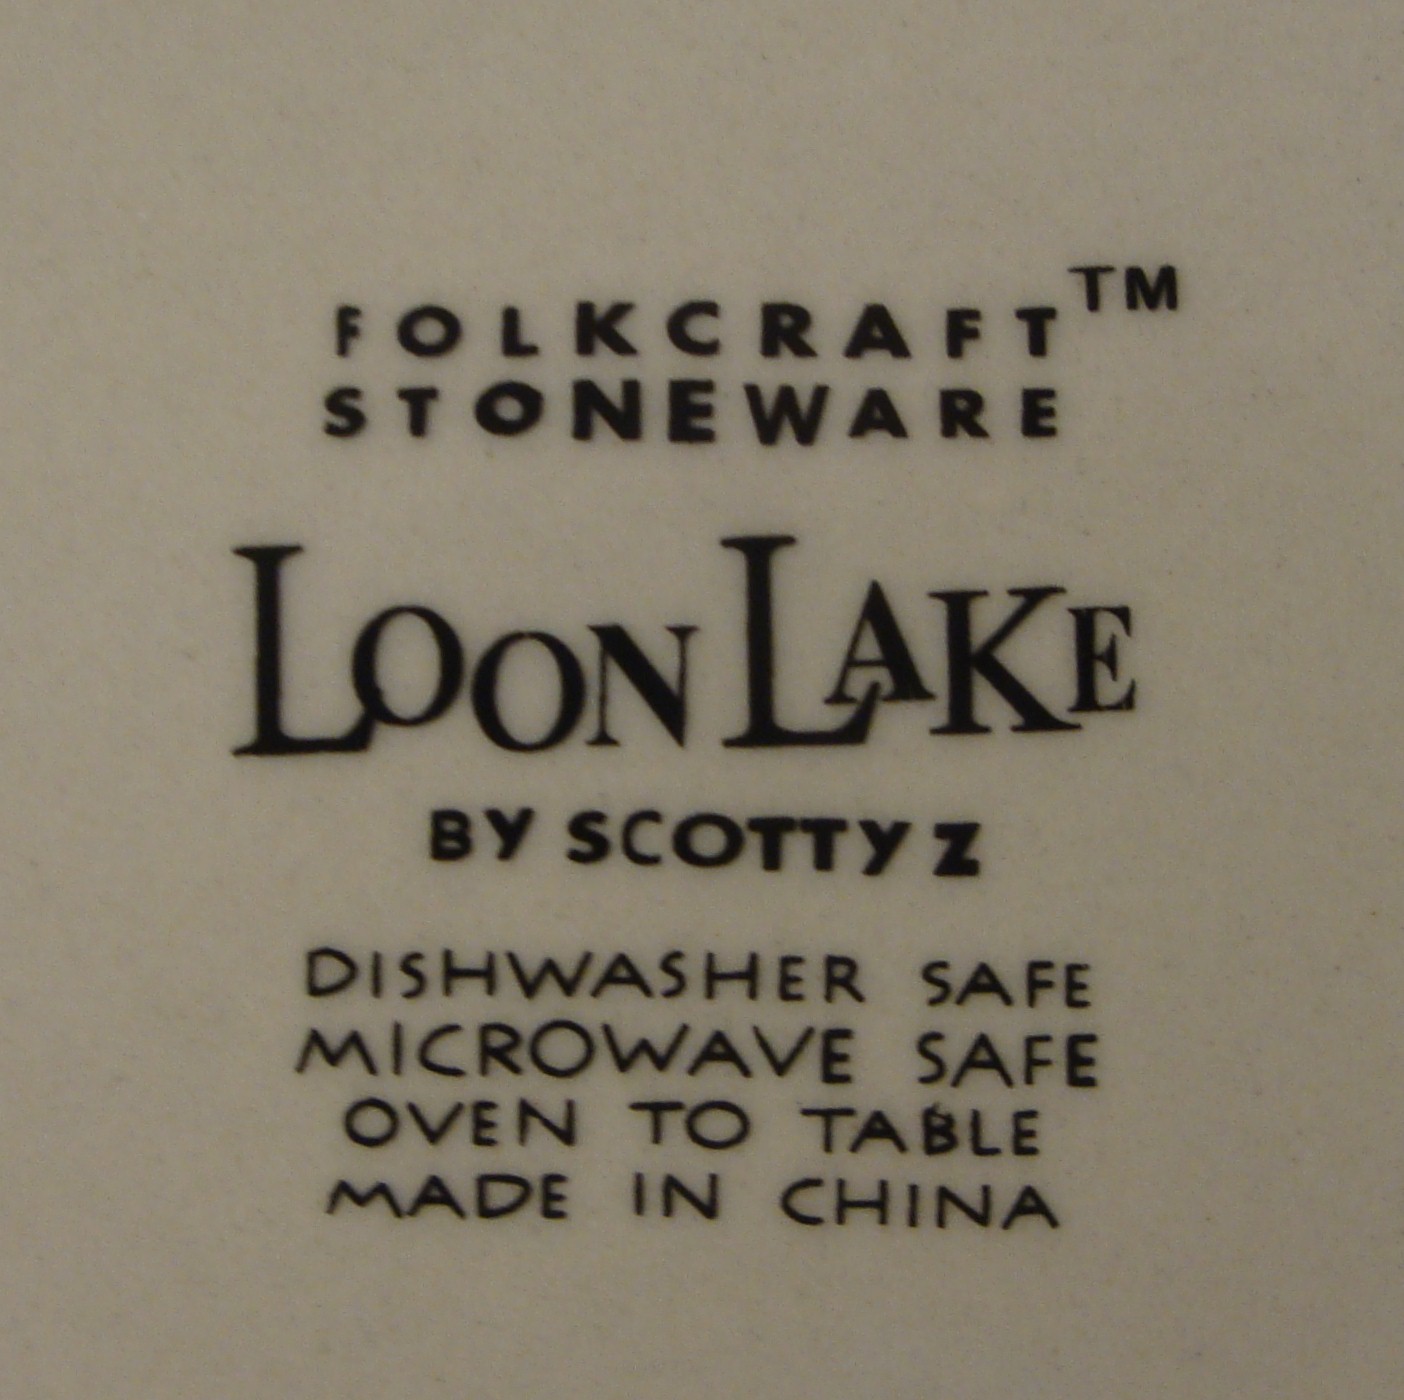 FOLKCRAFT™
STONEWARE
LOON LAKE
BY SCOTTY Z
DISHWASHER SAFE
MICROWAVE SAFE
OVEN TO TABLE
MADE IN CHINA